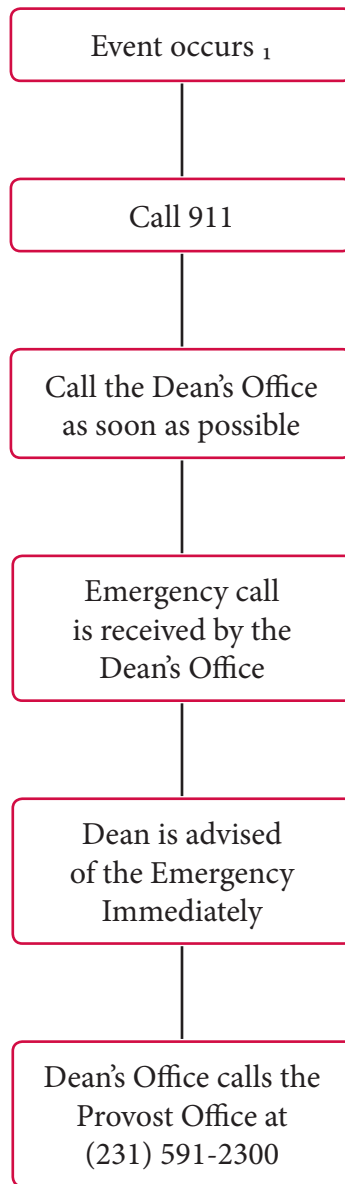 Event occurs ₁
Call 911
Call the Dean’s Office
as soon as possible
Emergency call
is received by the
Dean’s Office
Dean is advised
of the Emergency
Immediately
Dean’s Office calls the
Provost Office at
(231) 591-2300